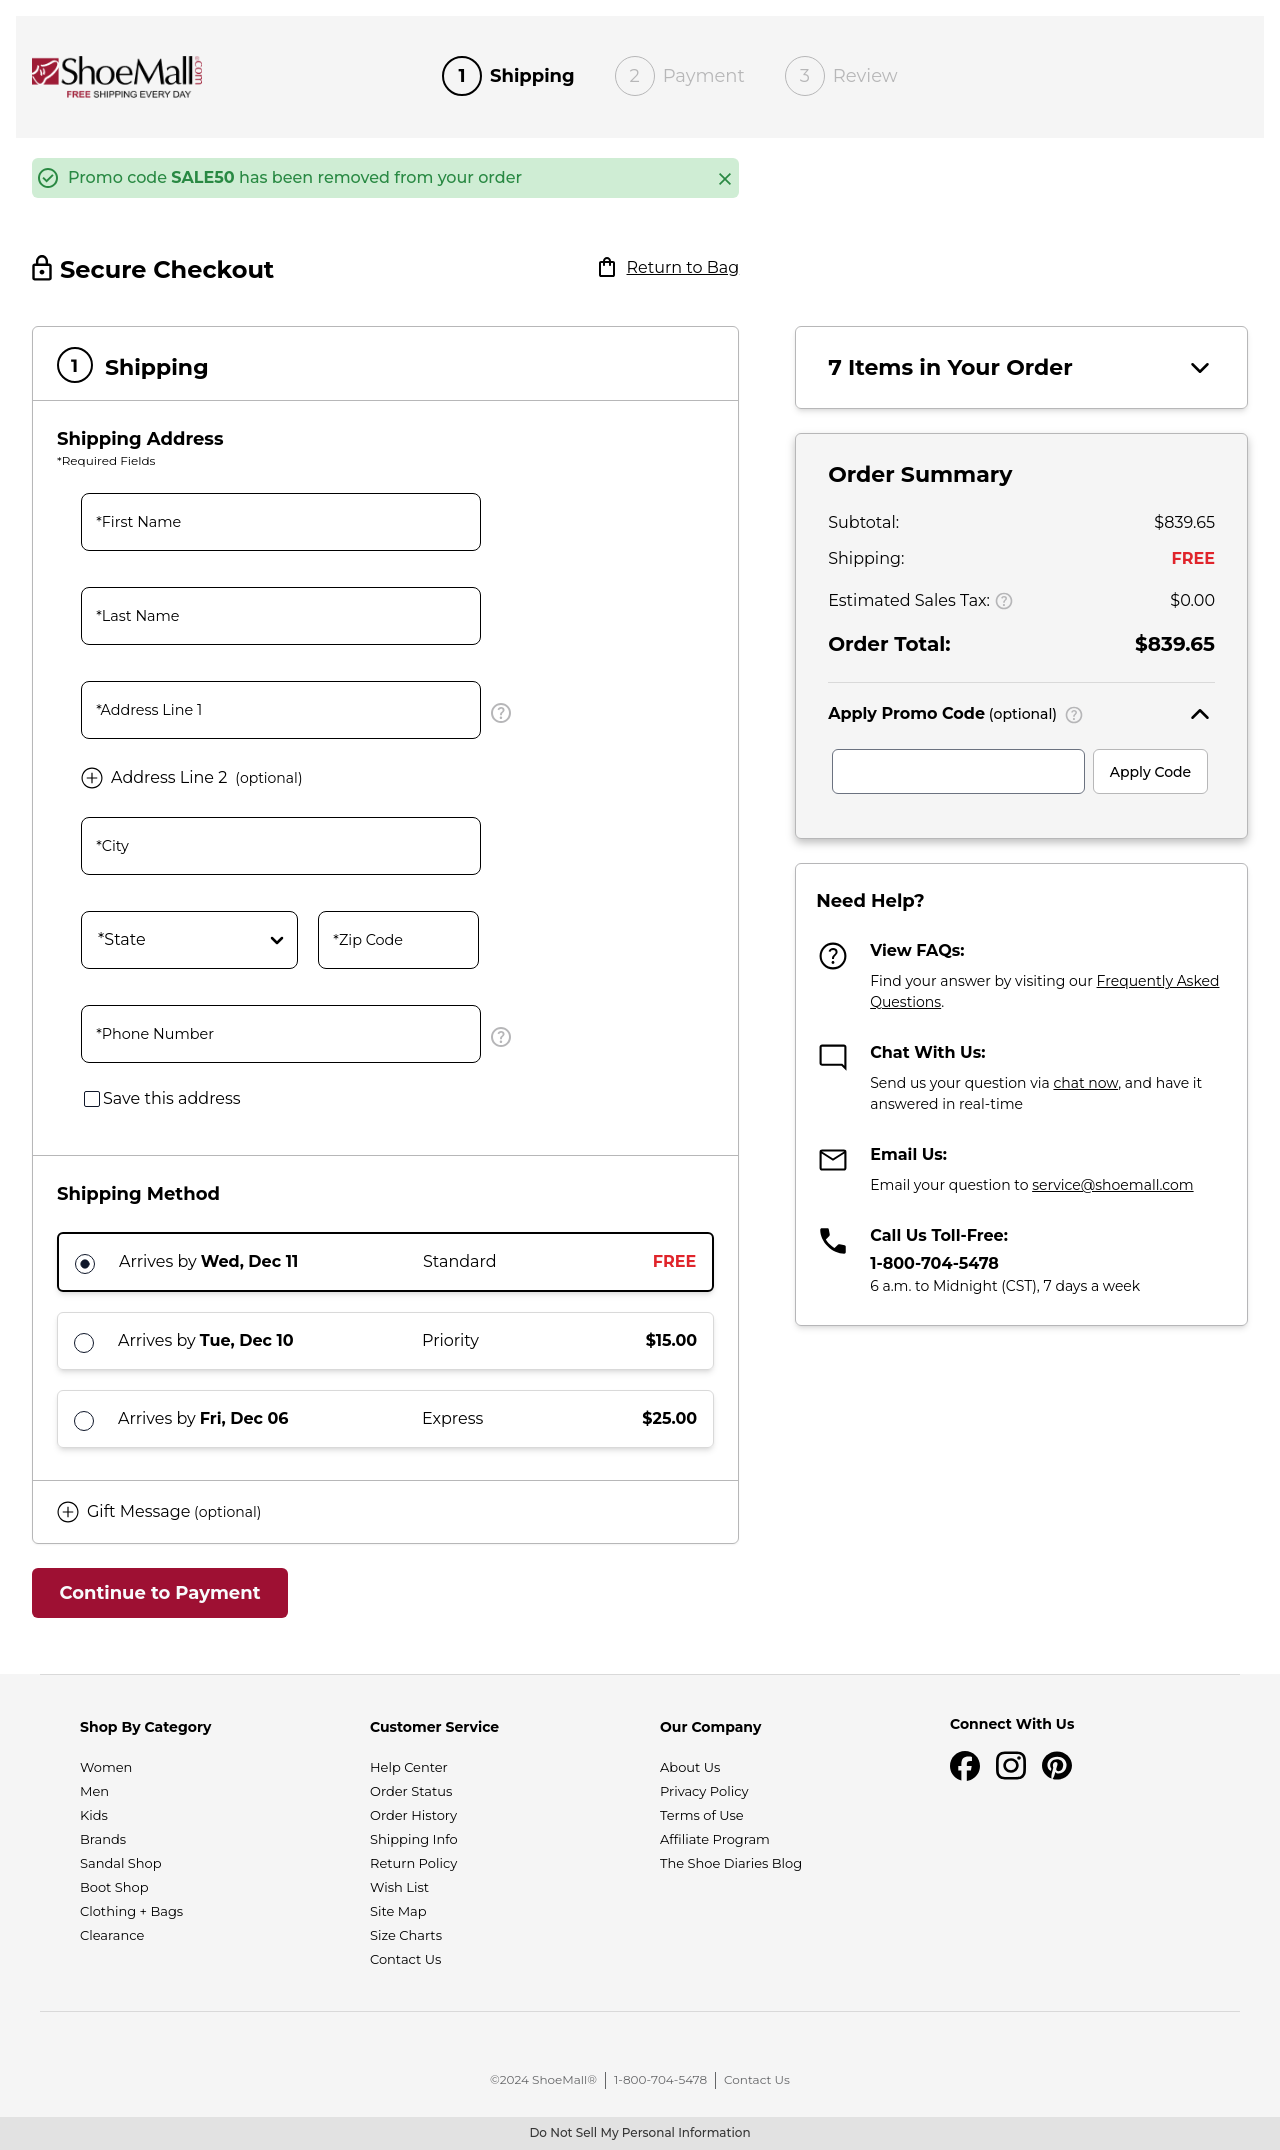 ShoeMall.com
FREE SHIPPING EVERY DAY
1 Shipping
2 Payment
3 Review
Promo code SALE50 has been removed from your order
Secure Checkout
Return to Bag
1 Shipping
Shipping Address
*Required Fields
*First Name
*Last Name
*Address Line 1
Address Line 2 (optional)
*City
*State
*Zip Code
*Phone Number
Save this address
Shipping Method
Arrives by Wed, Dec 11 Standard FREE
Arrives by Tue, Dec 10 Priority $15.00
Arrives by Fri, Dec 06 Express $25.00
Gift Message (optional)
Continue to Payment
7 Items in Your Order
Order Summary
Subtotal: $839.65
Shipping: FREE
Estimated Sales Tax: ? $0.00
Order Total: $839.65
Apply Promo Code (optional) ?
Apply Code
Need Help?
View FAQs:
Find your answer by visiting our Frequently Asked
Questions.
Chat With Us:
Send us your question via chat now, and have it
answered in real-time
Email Us:
Email your question to service@shoemall.com
Call Us Toll-Free:
1-800-704-5478
6 a.m. to Midnight (CST), 7 days a week
Shop By Category
Women
Men
Kids
Brands
Sandal Shop
Boot Shop
Clothing + Bags
Clearance
Customer Service
Help Center
Order Status
Order History
Shipping Info
Return Policy
Wish List
Site Map
Size Charts
Contact Us
Our Company
About Us
Privacy Policy
Terms of Use
Affiliate Program
The Shoe Diaries Blog
Connect With Us
©2024 ShoeMall® | 1-800-704-5478 | Contact Us
Do Not Sell My Personal Information